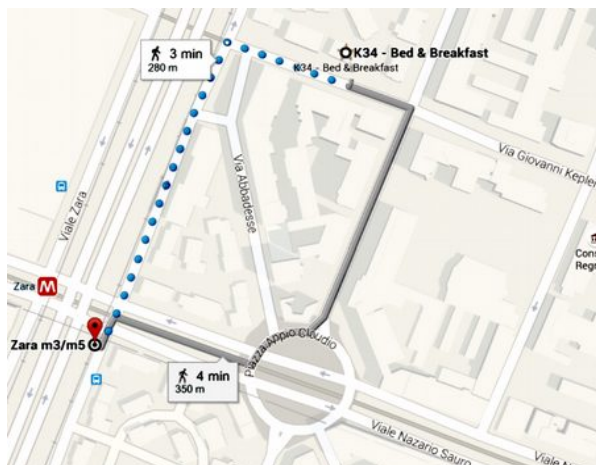 3 min
280 m
K34 - Bed & Breakfast
K34 - Bed & Breakfast
Via Giovanni Kepler
Via Abbadesse
Viale Zara
Cons
Regn
Zara M
Zara m3/m5
Piazza Appio Claudio
4 min
350 m
Viale Nazario Sauro